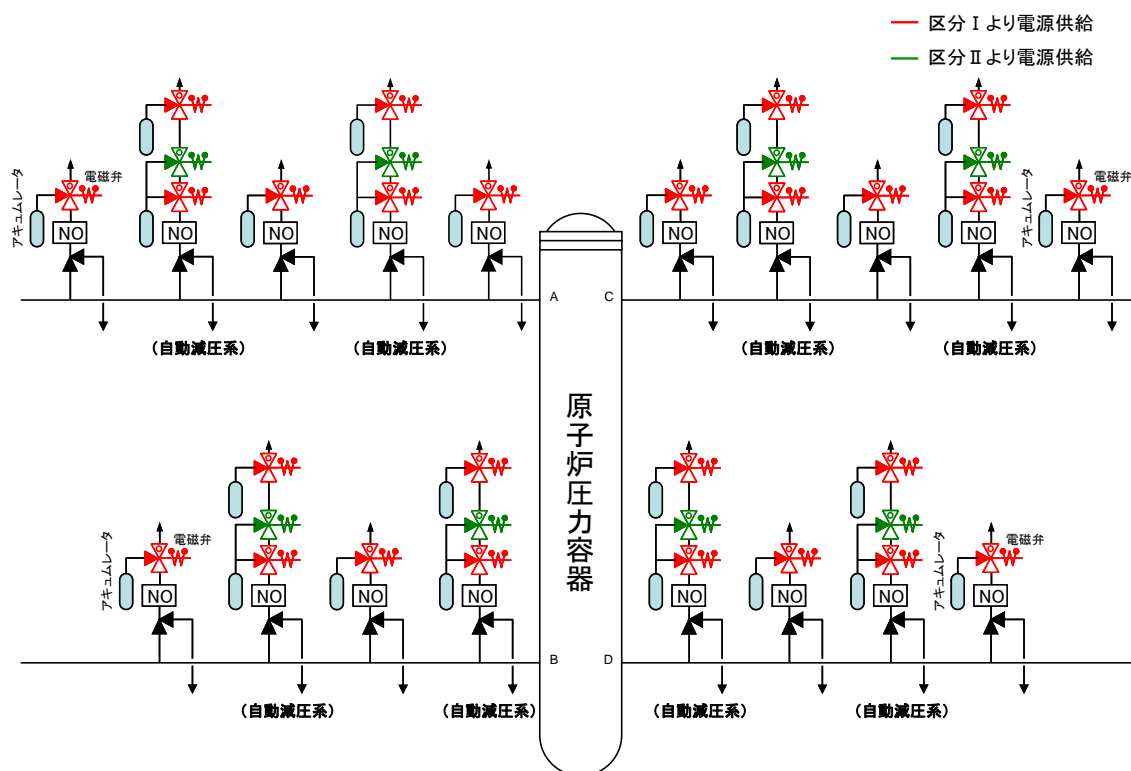 区分Ⅰより電源供給
区分Ⅱより電源供給
アキュムレータ
電磁弁
NO
NO
NO
NO
NO
NO
NO
NO
NO
アキュムレータ
電磁弁
NO
A
C
(自動減圧系)
(自動減圧系)
(自動減圧系)
(自動減圧系)
原子炉圧力容器
アキュムレータ
電磁弁
NO
NO
NO
NO
NO
NO
NO
アキュムレータ
電磁弁
NO
B
D
(自動減圧系)
(自動減圧系)
(自動減圧系)
(自動減圧系)